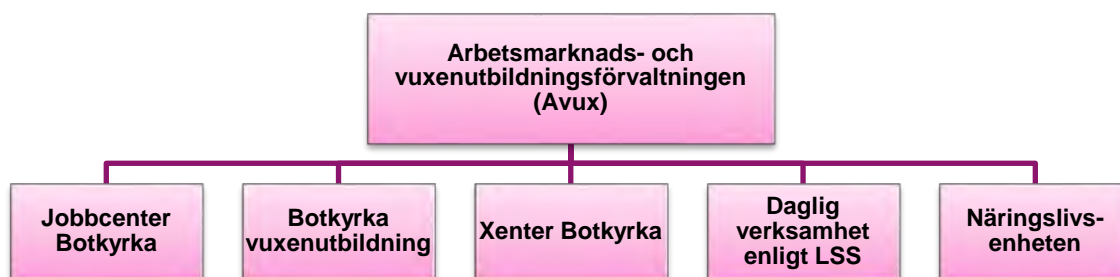 Arbetsmarknads- och
vuxenutbildningsförvaltningen
(Avux)
Jobbcenter
Botkyrka
Botkyrka
vuxenutbildning
Xenter Botkyrka
Daglig
verksamhet
enligt LSS
Näringslivs-
enheten